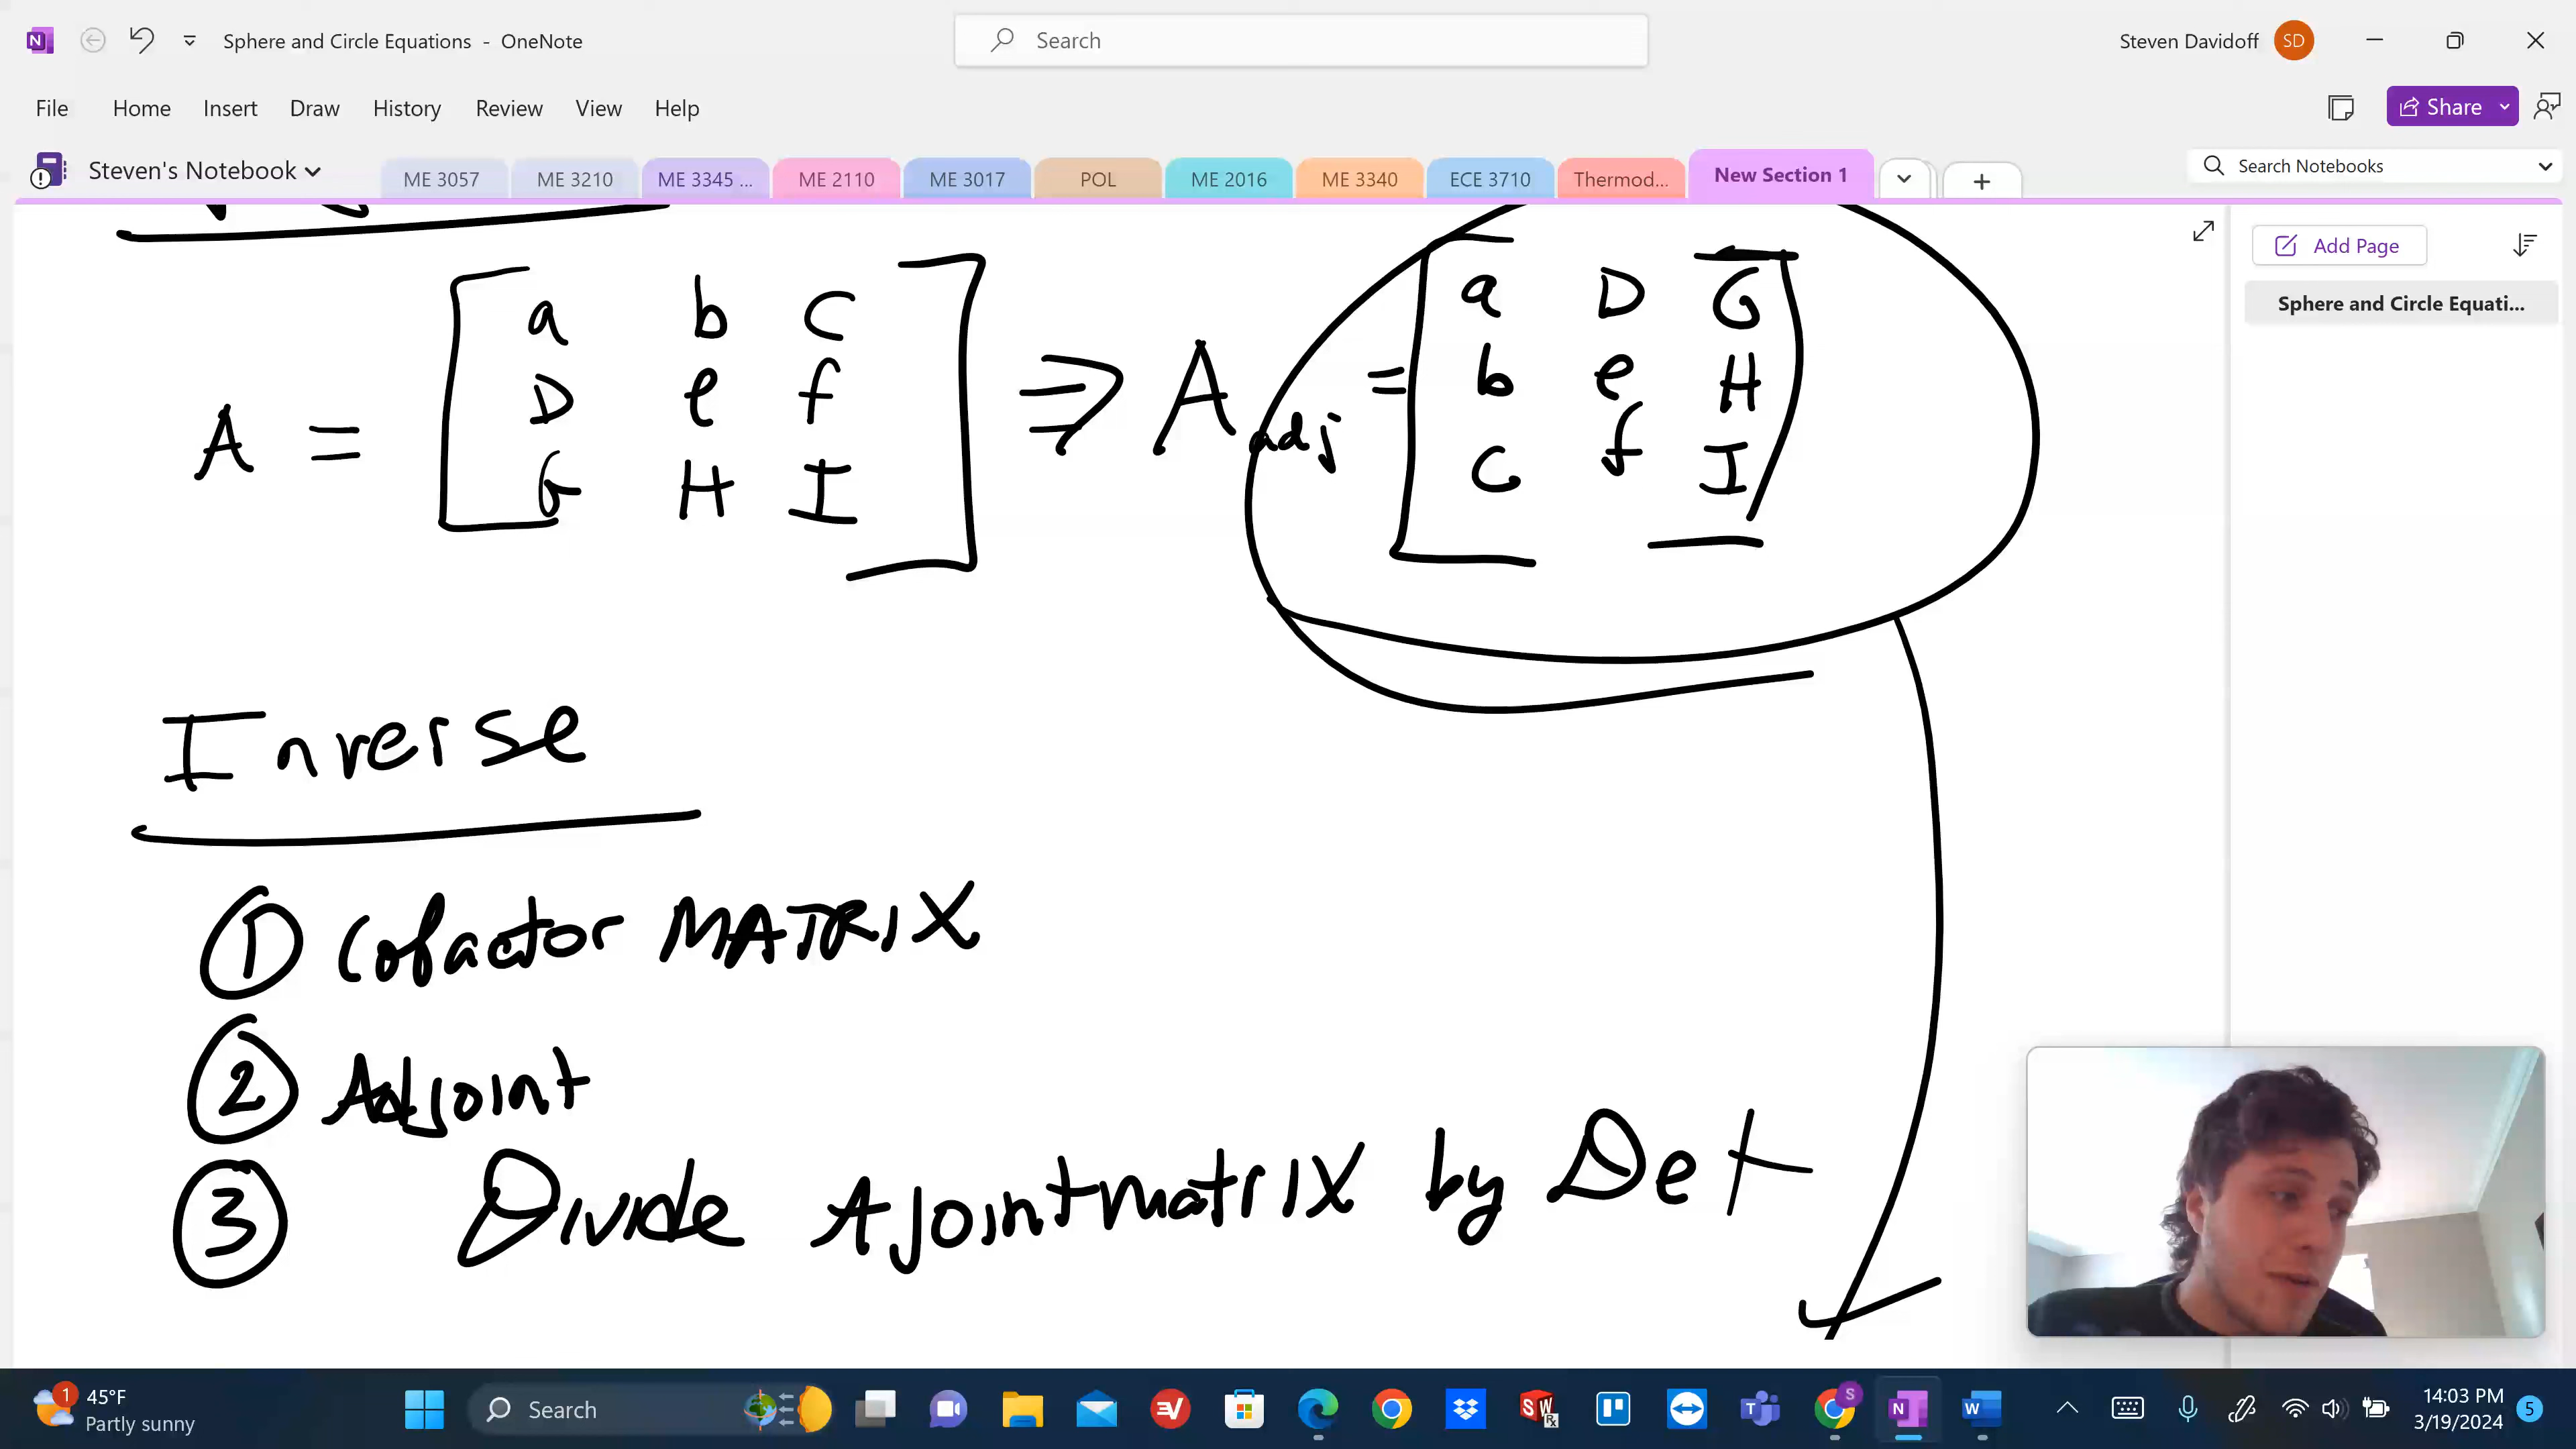 Sphere and Circle Equations - OneNote
Search
Steven Davidoff SD
File Home Insert Draw History Review View Help
Share
Steven's Notebook
ME 3057 ME 3210 ME 3345 ... ME 2110 ME 3017 POL ME 2016 ME 3340 ECE 3710 Thermod... New Section 1
Search Notebooks
Add Page
Sphere and Circle Equati...
a b c
D e f
G H I
A =
⇒ A adj =
a D G
b e H
c f I
Inverse
① Cofactor MATRIX
② Adjoint
③ Divide Ajointmatrix by Det
1
45°F
Partly sunny
Search
14:03 PM
3/19/2024
5